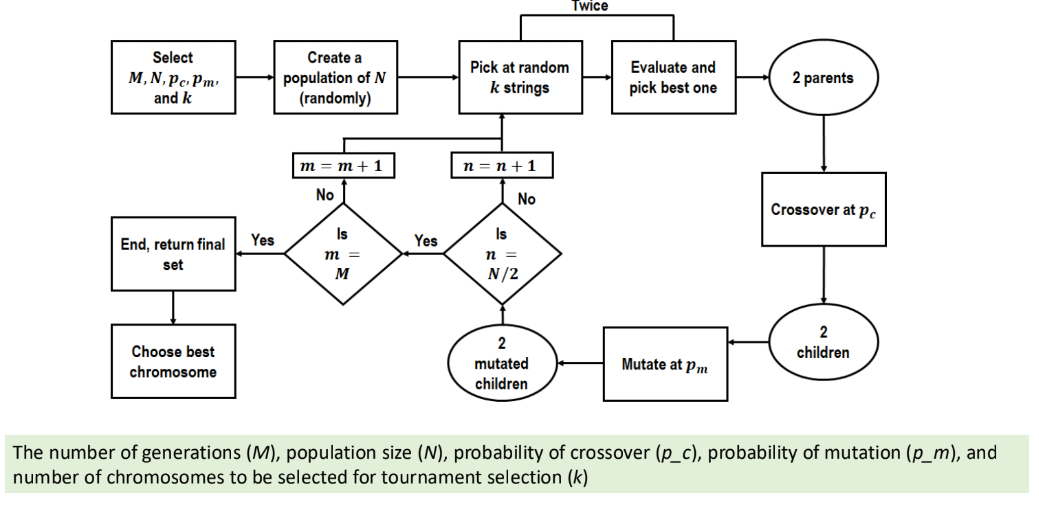 Twice
Select
M, N, p_c, p_m,
and k
Create a
population of N
(randomly)
Pick at random
k strings
Evaluate and
pick best one
2 parents
m = m + 1
n = n + 1
No
No
Crossover at p_c
End, return final
set
Yes
Is
m =
M
Yes
Is
n =
N/2
Choose best
chromosome
2
mutated
children
Mutate at p_m
2
children
The number of generations (M), population size (N), probability of crossover (p_c), probability of mutation (p_m), and
number of chromosomes to be selected for tournament selection (k)